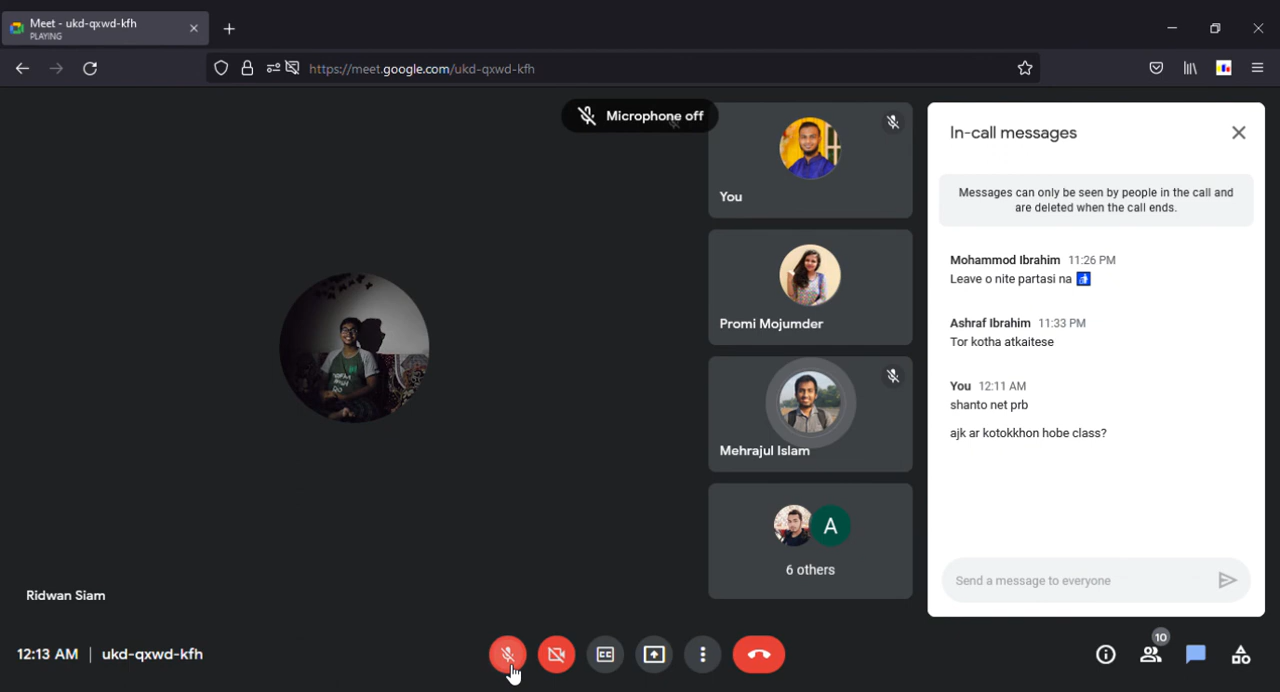 Meet - ukd-qxwd-kfh
PLAYING
https://meet.google.com/ukd-qxwd-kfh
Microphone off
You
Promi Mojumder
Mehrajul Islam
A
6 others
Ridwan Siam
In-call messages
Messages can only be seen by people in the call and
are deleted when the call ends.
Mohammod Ibrahim 11:26 PM
Leave o nite partasi na
Ashraf Ibrahim 11:33 PM
Tor kotha atkaitese
You 12:11 AM
shanto net prb
ajk ar kotokkhon hobe class?
Send a message to everyone
12:13 AM | ukd-qxwd-kfh
CC
10